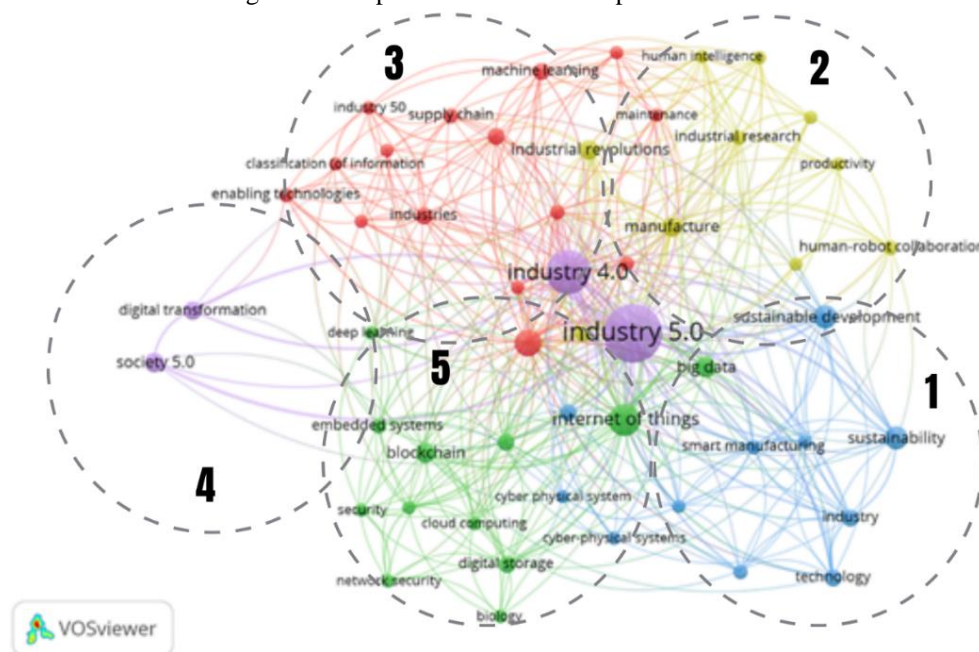 3
human intelligence
2
machine learning
industry 50
supply chain
maintenance
industrial revolutions
industrial research
classification of information
productivity
enabling technologies
industries
manufacture
human-robot collaboration
industry 4.0
digital transformation
deep learning
industry 5.0
sustainable development
society 5.0
5
big data
1
embedded systems
internet of things
blockchain
smart manufacturing
sustainability
4
cyber physical system
security
cloud computing
industry
cyber-physical systems
digital storage
network security
technology
biology
VOSviewer